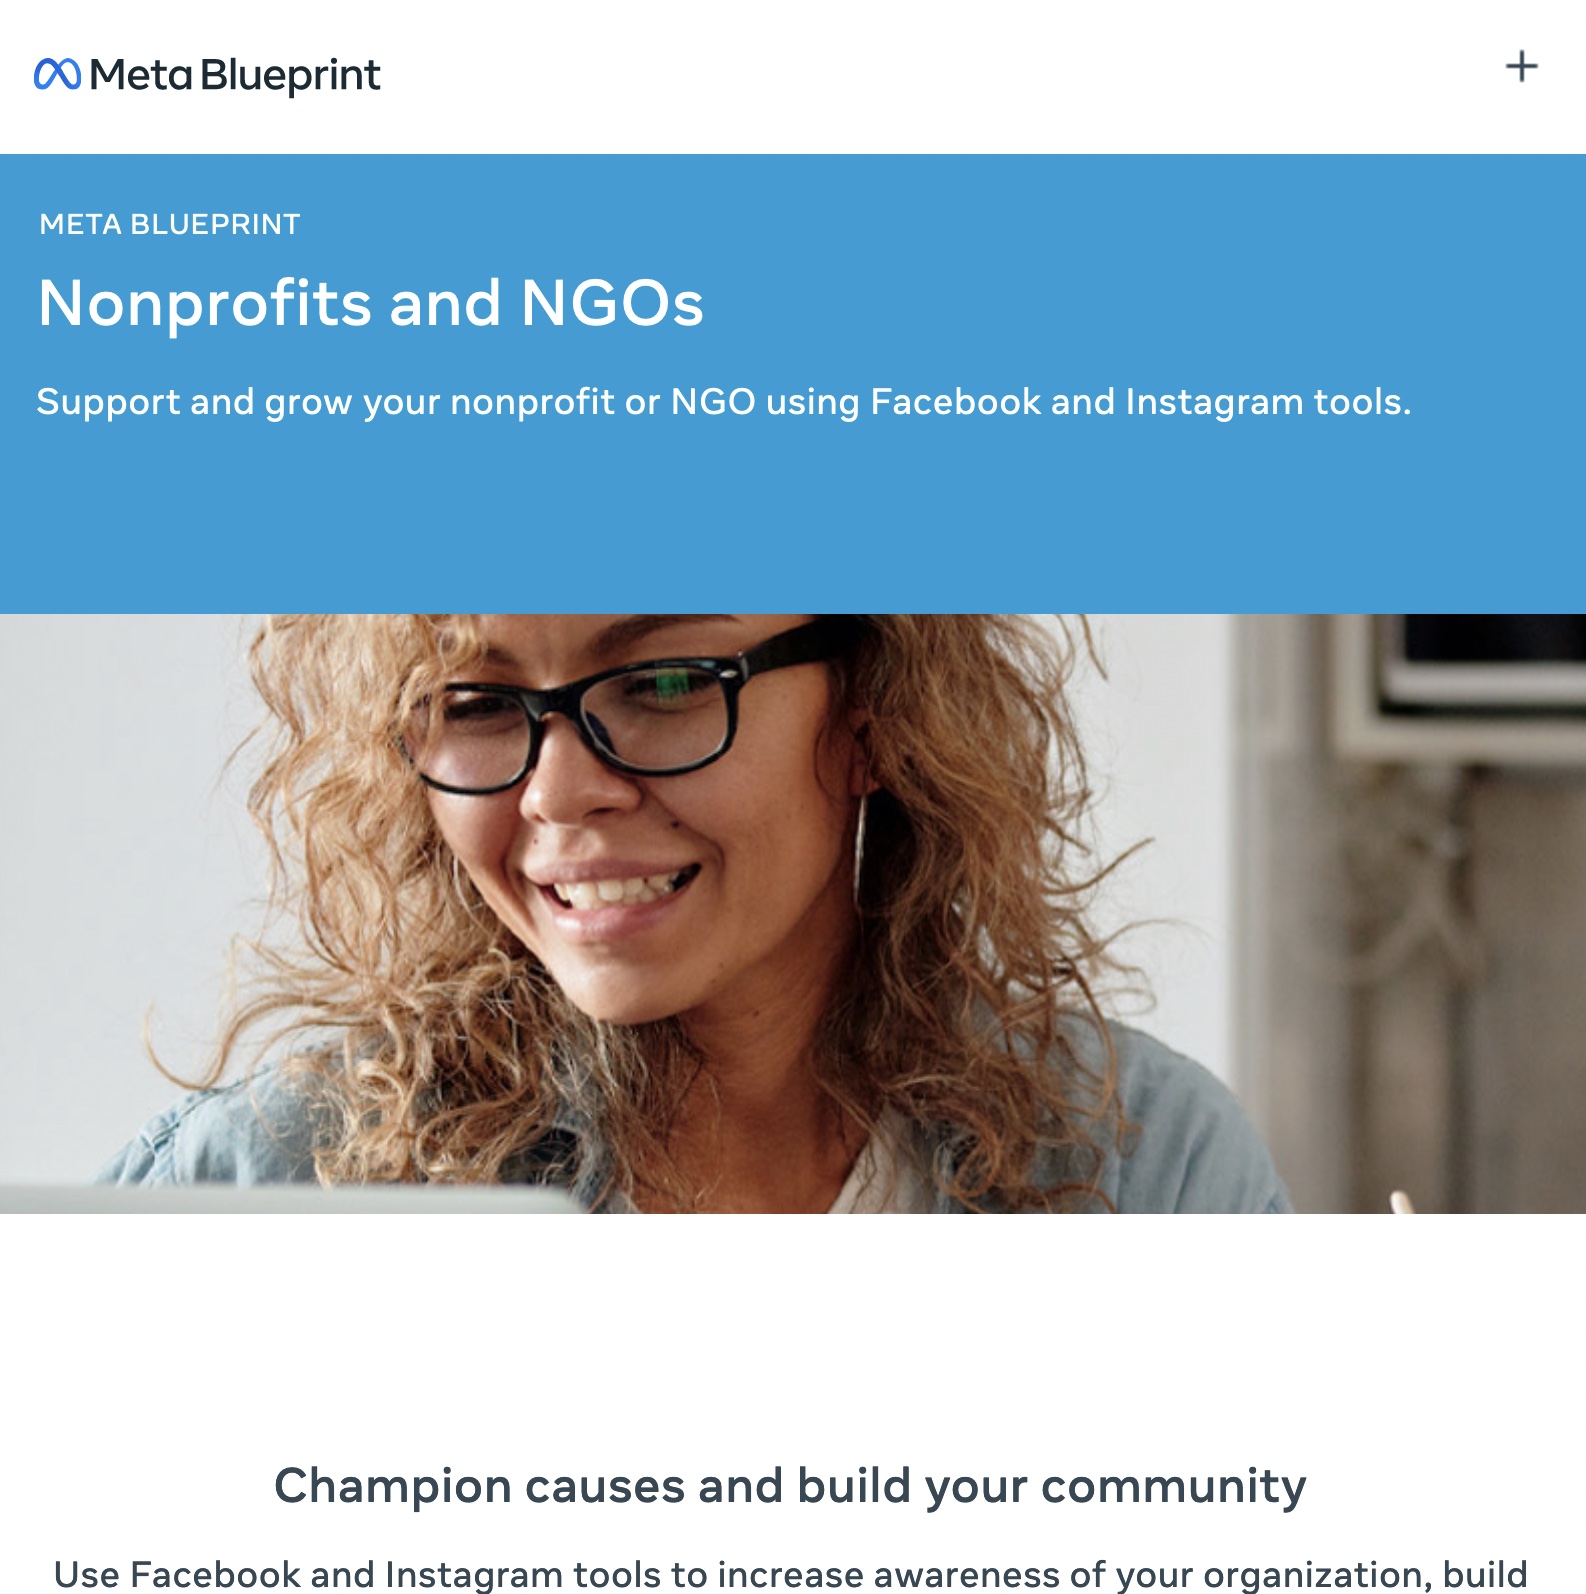 Meta Blueprint
META BLUEPRINT
Nonprofits and NGOs
Support and grow your nonprofit or NGO using Facebook and Instagram tools.
Champion causes and build your community
Use Facebook and Instagram tools to increase awareness of your organization, build